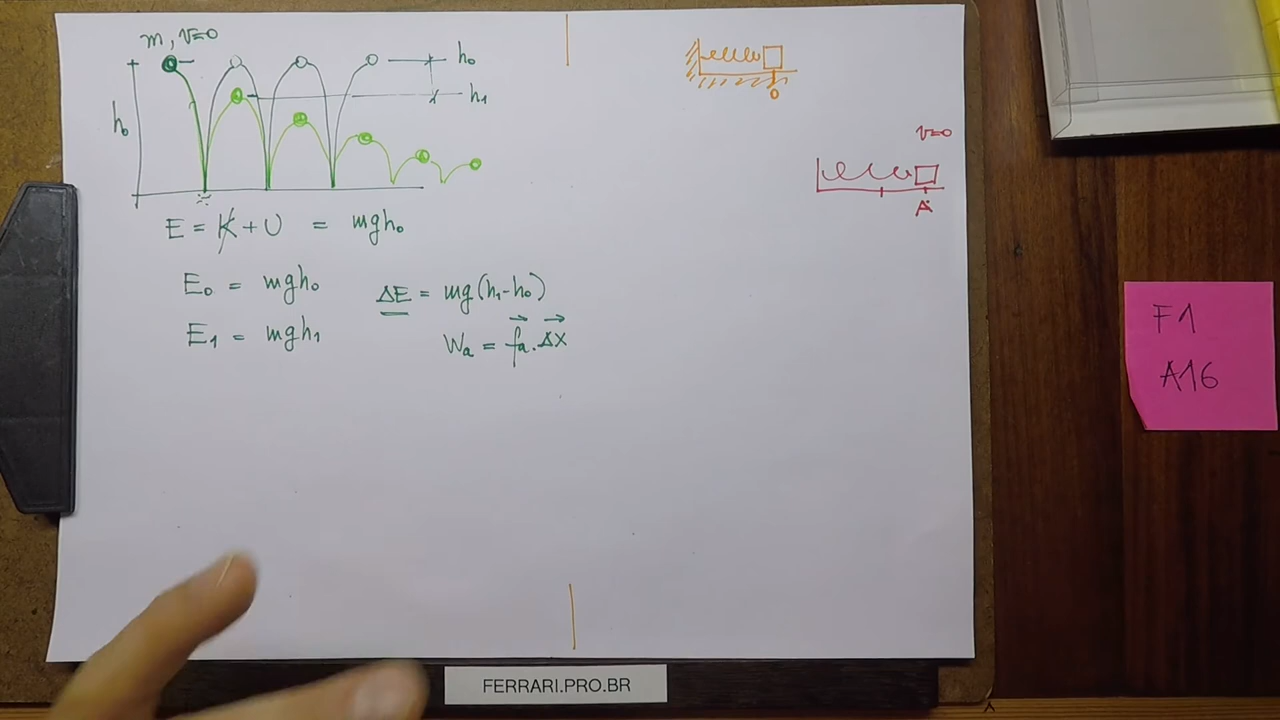 m, v=0
h₀
h₁
h₀
E = K + U = mgh₀
E₀ = mgh₀
ΔE = mg(h₁-h₀)
E₁ = mgh₁
Wₐ = fₐ . Δx
0
v=0
A
F1
A16
FERRARI.PRO.BR